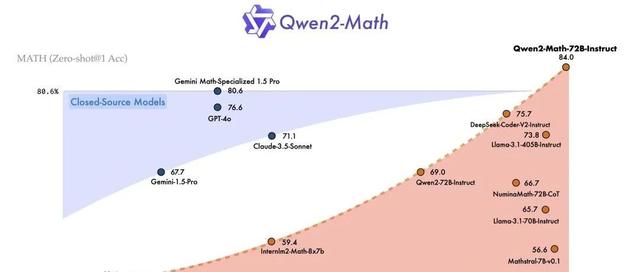 Qwen2-Math
Qwen2-Math-72B-Instruct
84.0
MATH (Zero-shot@1 Acc)
Gemini Math-Specialized 1.5 Pro
80.6%
80.6
Closed-Source Models
76.6
GPT-4o
75.7
DeepSeek-Coder-V2-Instruct
71.1
Claude-3.5-Sonnet
73.8
Llama-3.1-405B-Instruct
67.7
Gemini-1.5-Pro
69.0
Qwen2-72B-Instruct
66.7
NuminaMath-72B-CoT
65.7
Llama-3.1-70B-Instruct
59.4
Internlm2-Math-8x7b
56.6
Mathstral-7B-v0.1